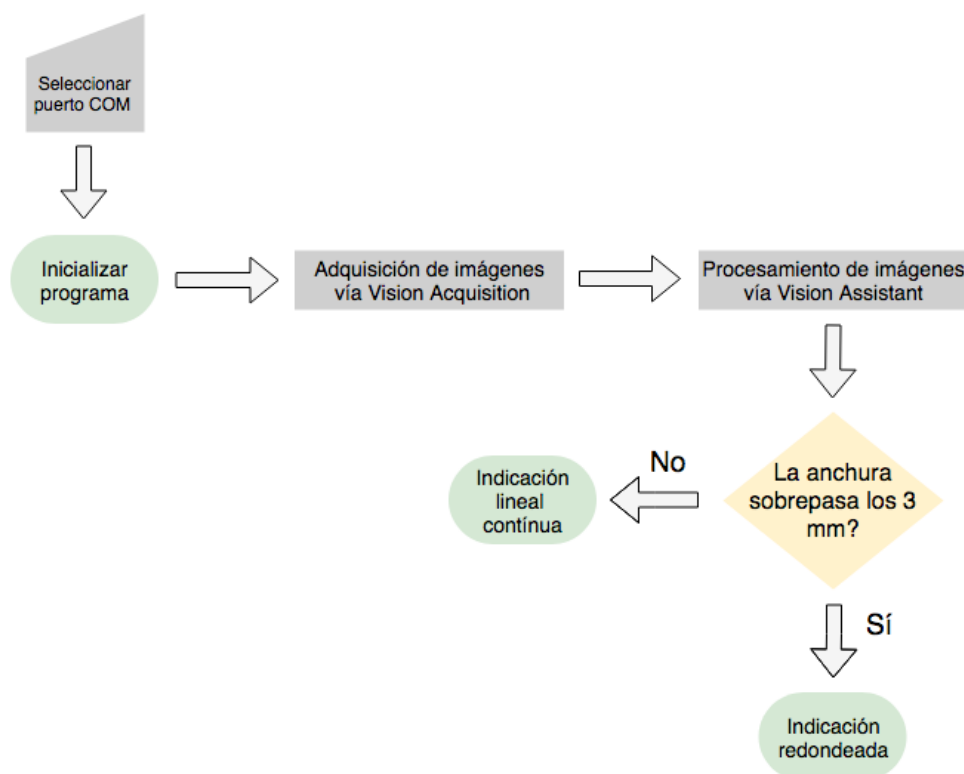 Seleccionar
puerto COM
Inicializar
programa
Adquisición de imágenes
vía Vision Acquisition
Procesamiento de imágenes
vía Vision Assistant
La anchura
sobrepasa los 3
mm?
No
Indicación
lineal
contínua
Sí
Indicación
redondeada